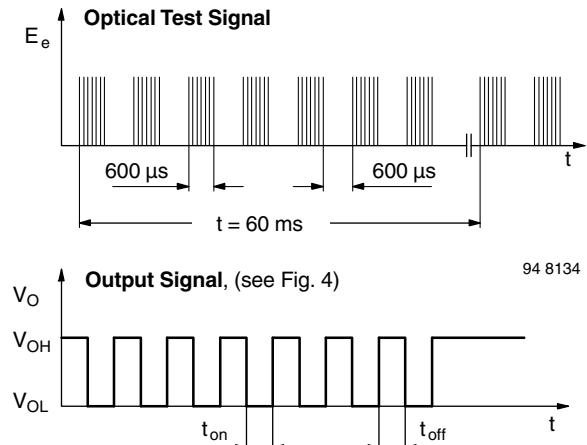 Optical Test Signal
Ee
t
600 µs
600 µs
t = 60 ms
94 8134
Output Signal, (see Fig. 4)
VO
VOH
VOL
ton
toff
t